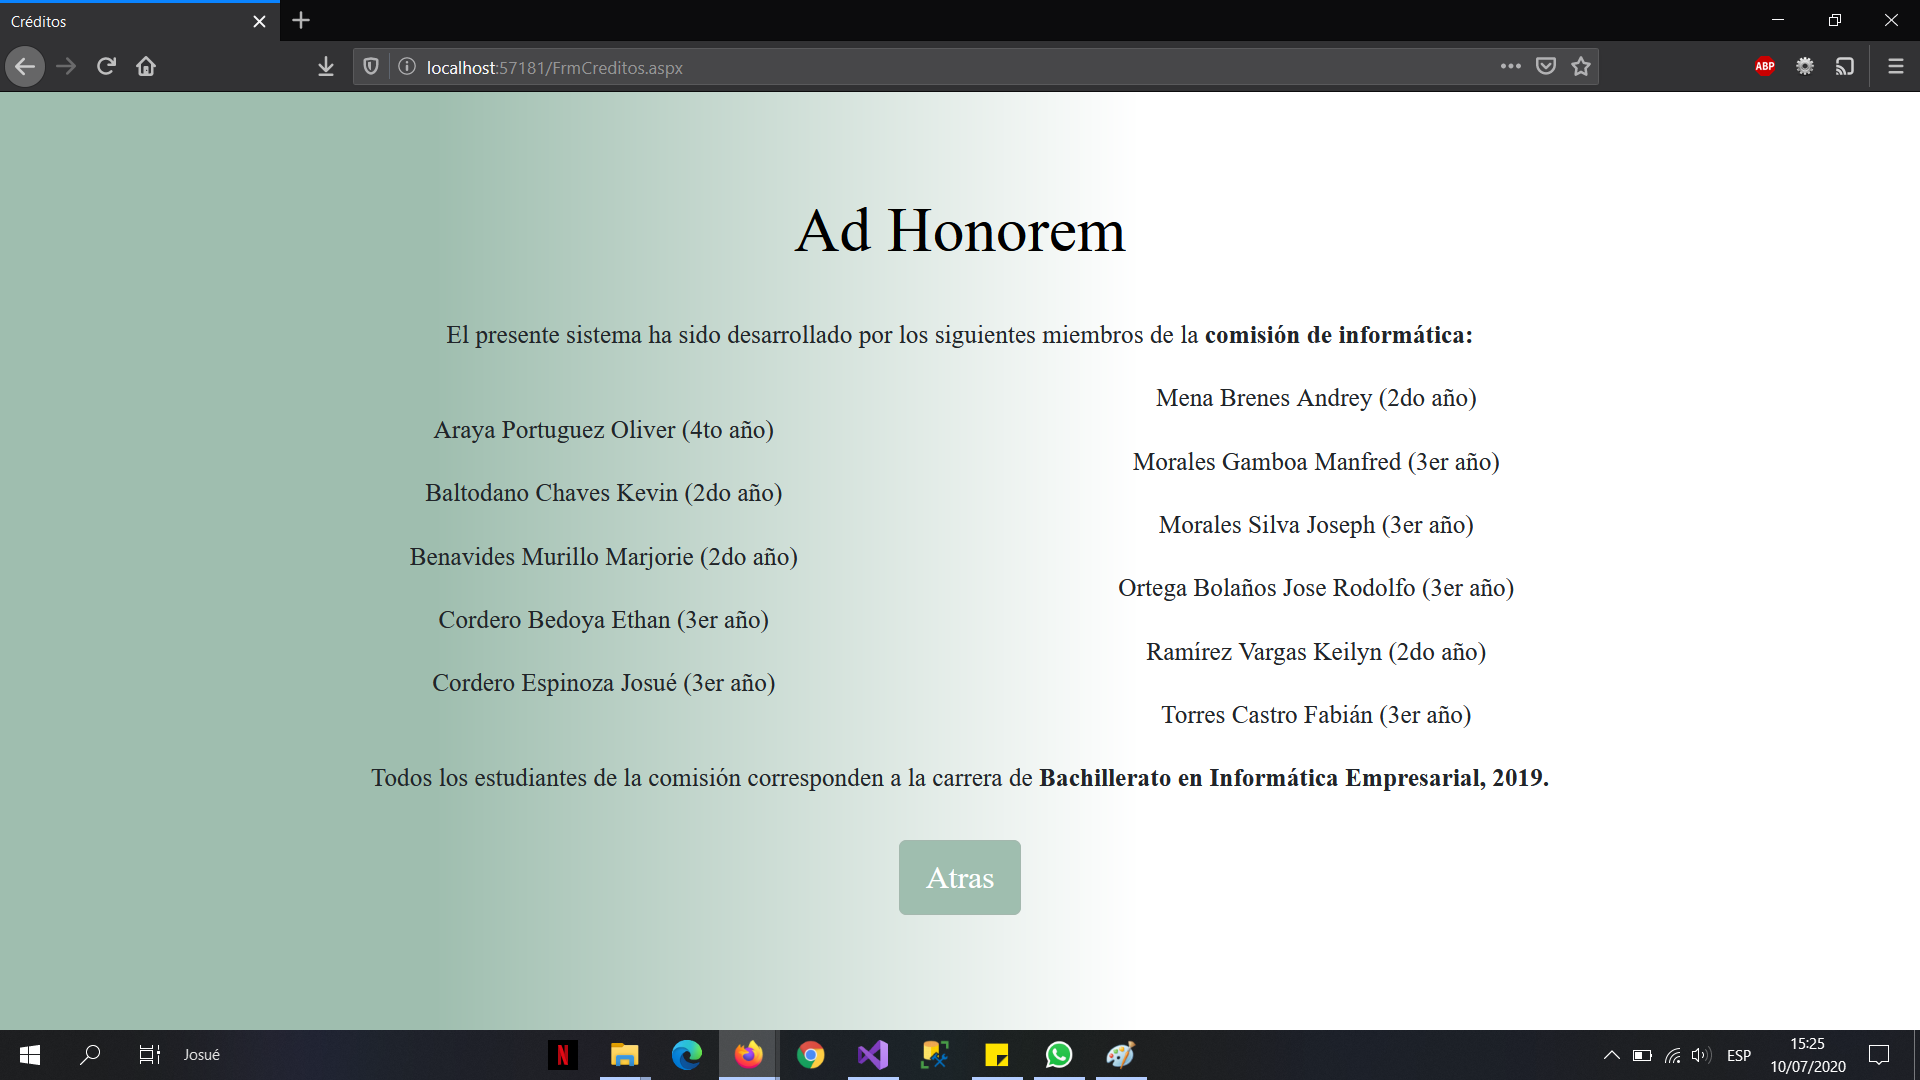 Créditos
localhost:57181/FrmCreditos.aspx
ABP
Ad Honorem
El presente sistema ha sido desarrollado por los siguientes miembros de la comisión de informática:
Araya Portuguez Oliver (4to año)
Baltodano Chaves Kevin (2do año)
Benavides Murillo Marjorie (2do año)
Cordero Bedoya Ethan (3er año)
Cordero Espinoza Josué (3er año)
Mena Brenes Andrey (2do año)
Morales Gamboa Manfred (3er año)
Morales Silva Joseph (3er año)
Ortega Bolaños Jose Rodolfo (3er año)
Ramírez Vargas Keilyn (2do año)
Torres Castro Fabián (3er año)
Todos los estudiantes de la comisión corresponden a la carrera de Bachillerato en Informática Empresarial, 2019.
Atras
Josué
N
ESP
15:25
10/07/2020